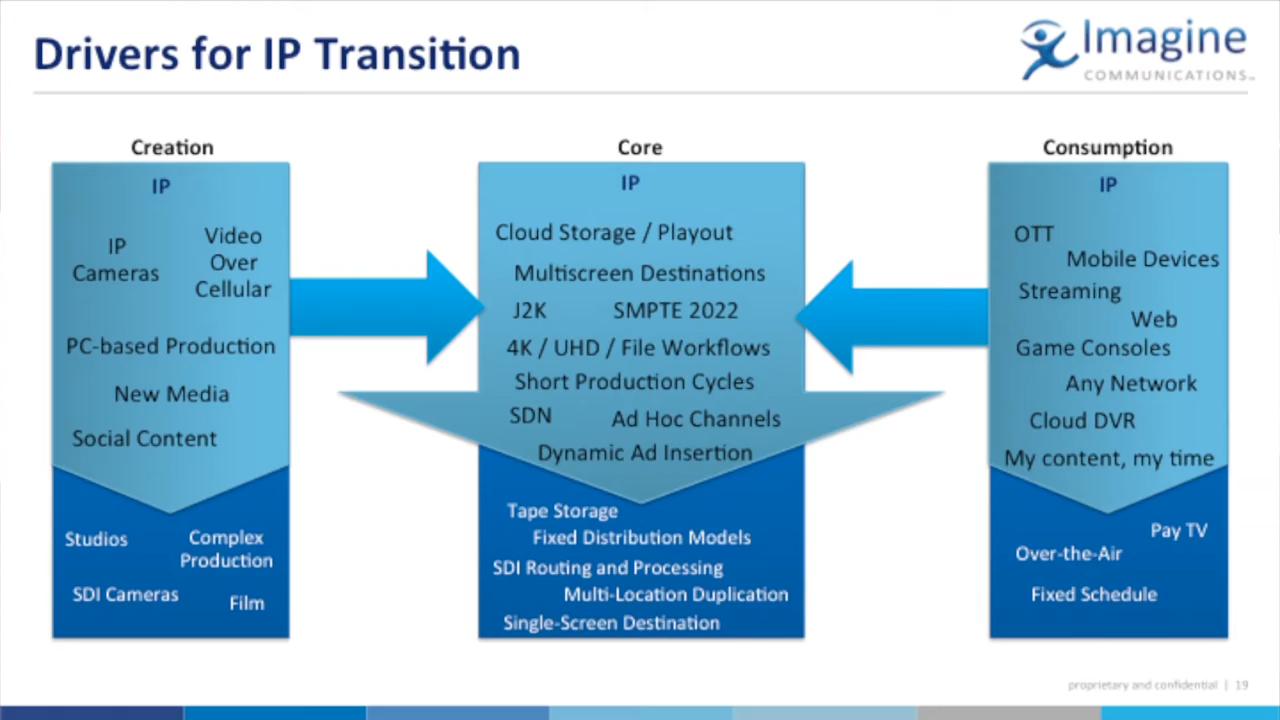 Drivers for IP Transition
Imagine
COMMUNICATIONS™
Creation
IP
IP
Cameras
Video
Over
Cellular
PC-based Production
New Media
Social Content
Studios
Complex
Production
SDI Cameras
Film
Core
IP
Cloud Storage / Playout
Multiscreen Destinations
J2K SMPTE 2022
4K / UHD / File Workflows
Short Production Cycles
SDN Ad Hoc Channels
Dynamic Ad Insertion
Tape Storage
Fixed Distribution Models
SDI Routing and Processing
Multi-Location Duplication
Single-Screen Destination
Consumption
IP
OTT
Mobile Devices
Streaming
Web
Game Consoles
Any Network
Cloud DVR
My content, my time
Pay TV
Over-the-Air
Fixed Schedule
proprietary and confidential | 19